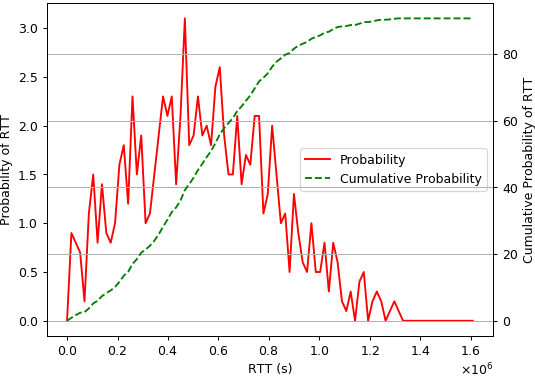 3.0
2.5
2.0
1.5
1.0
0.5
0.0
Probability of RTT
80
60
40
20
0
Cumulative Probability of RTT
Probability
Cumulative Probability
0.0 0.2 0.4 0.6 0.8 1.0 1.2 1.4 1.6
×10⁶
RTT (s)